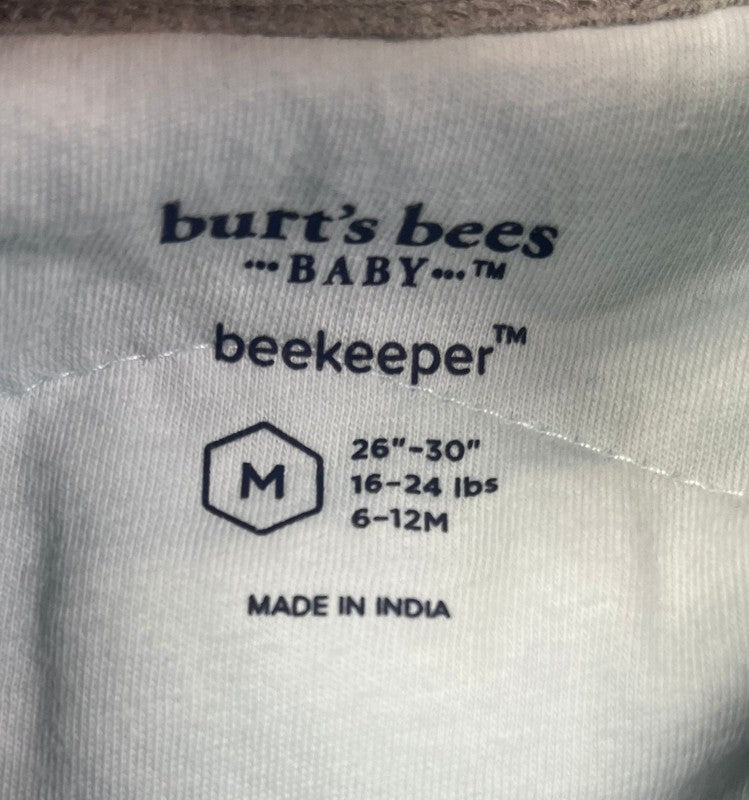 burt's bees
•••BABY•••™
beekeeper™
M
26"-30"
16-24 lbs
6-12M
MADE IN INDIA